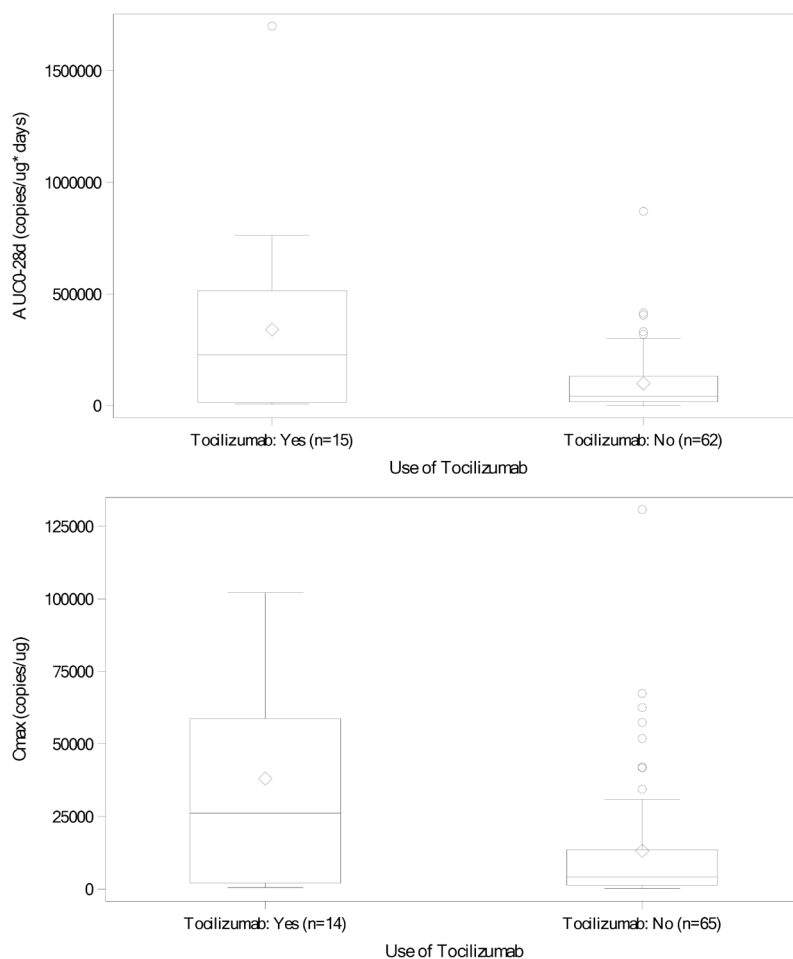 1500000
1000000
500000
0
AUC0-28d (copies/ug* days)
Tocilizumab: Yes (n=15)
Tocilizumab: No (n=62)
Use of Tocilizumab
125000
100000
75000
50000
25000
0
Cmax (copies/ug)
Tocilizumab: Yes (n=14)
Tocilizumab: No (n=65)
Use of Tocilizumab